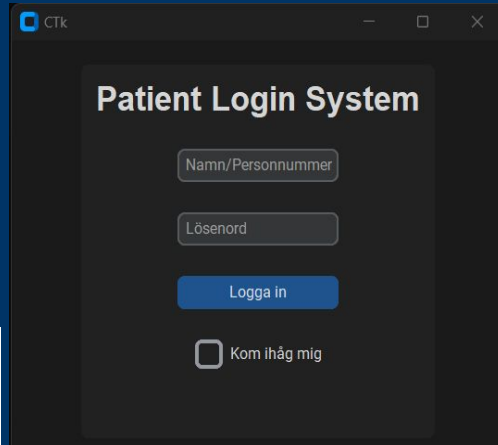 CTk
Patient Login System
Namn/Personnummer
Lösenord
Logga in
Kom ihåg mig